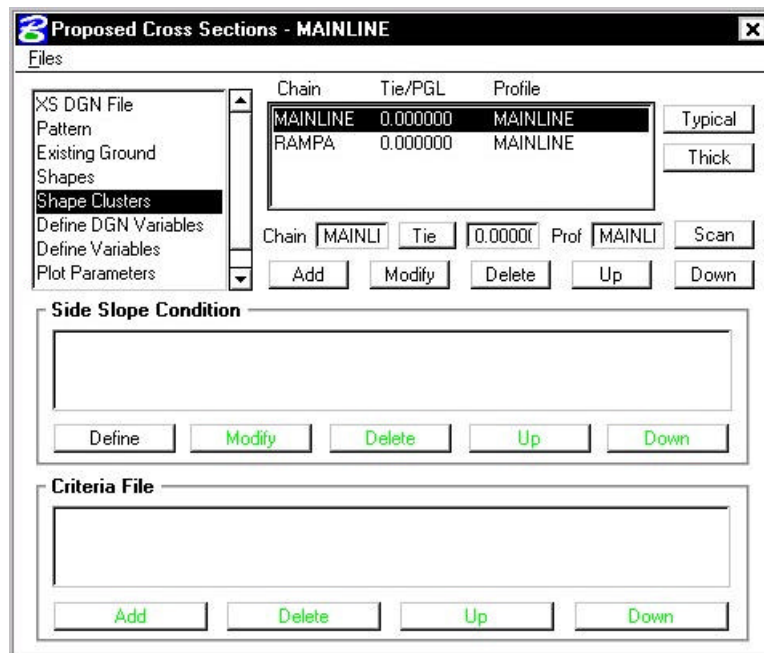 Proposed Cross Sections - MAINLINE
Files
XS DGN File
Pattern
Existing Ground
Shapes
Shape Clusters
Define DGN Variables
Define Variables
Plot Parameters
Chain Tie/PGL Profile
MAINLINE 0.000000 MAINLINE
RAMPA 0.000000 MAINLINE
Typical
Thick
Chain MAINLI Tie 0.0000( Prof MAINLI Scan
Add Modify Delete Up Down
Side Slope Condition
Define Modify Delete Up Down
Criteria File
Add Delete Up Down